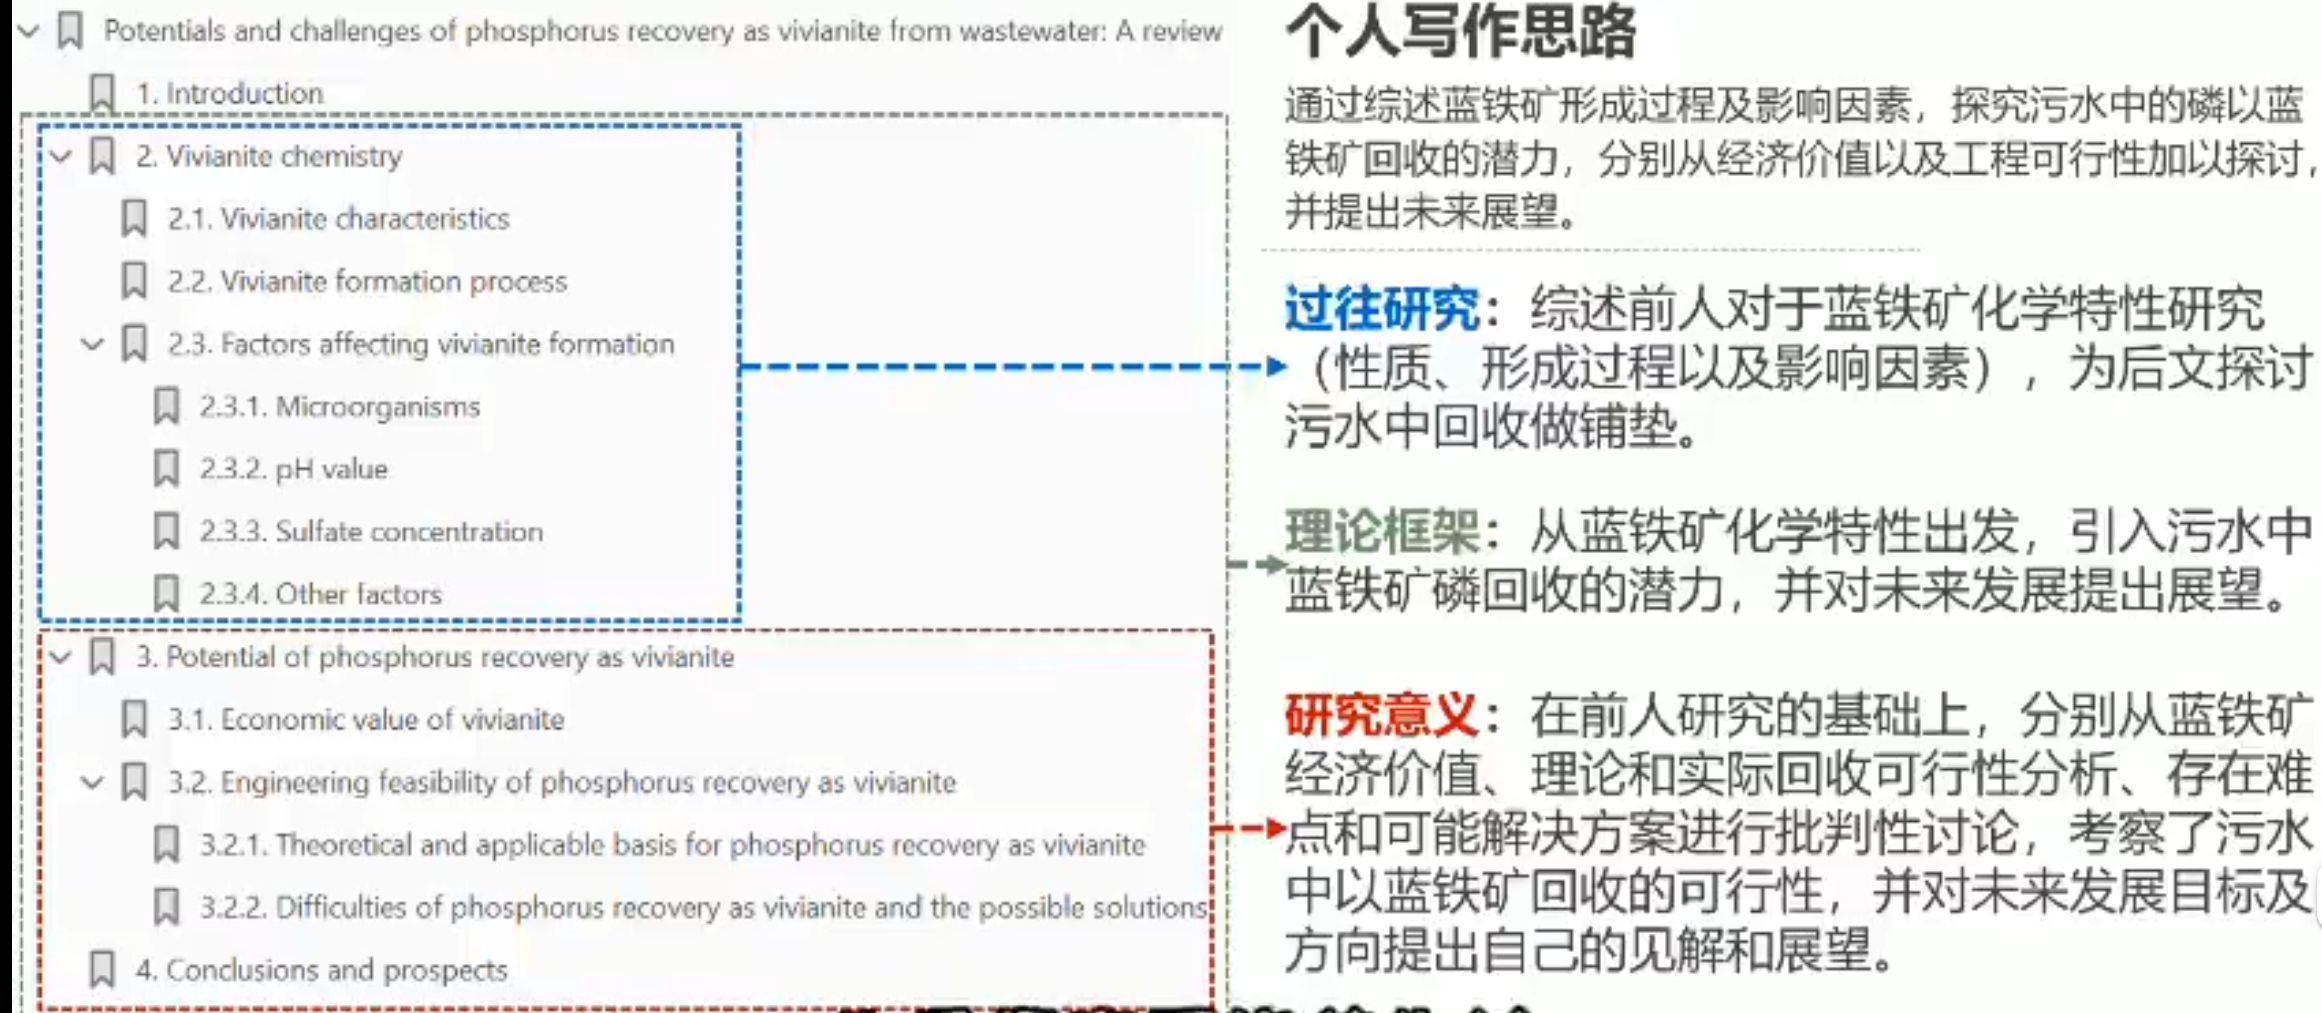 Potentials and challenges of phosphorus recovery as vivianite from wastewater: A review
1. Introduction
2. Vivianite chemistry
2.1. Vivianite characteristics
2.2. Vivianite formation process
2.3. Factors affecting vivianite formation
2.3.1. Microorganisms
2.3.2. pH value
2.3.3. Sulfate concentration
2.3.4. Other factors
3. Potential of phosphorus recovery as vivianite
3.1. Economic value of vivianite
3.2. Engineering feasibility of phosphorus recovery as vivianite
3.2.1. Theoretical and applicable basis for phosphorus recovery as vivianite
3.2.2. Difficulties of phosphorus recovery as vivianite and the possible solutions
4. Conclusions and prospects
个人写作思路
通过综述蓝铁矿形成过程及影响因素，探究污水中的磷以蓝
铁矿回收的潜力，分别从经济价值以及工程可行性加以探讨，
并提出未来展望。
过往研究：综述前人对于蓝铁矿化学特性研究
（性质、形成过程以及影响因素），为后文探讨
污水中回收做铺垫。
理论框架：从蓝铁矿化学特性出发，引入污水中
蓝铁矿磷回收的潜力，并对未来发展提出展望。
研究意义：在前人研究的基础上，分别从蓝铁矿
经济价值、理论和实际回收可行性分析、存在难
点和可能解决方案进行批判性讨论，考察了污水
中以蓝铁矿回收的可行性，并对未来发展目标及
方向提出自己的见解和展望。